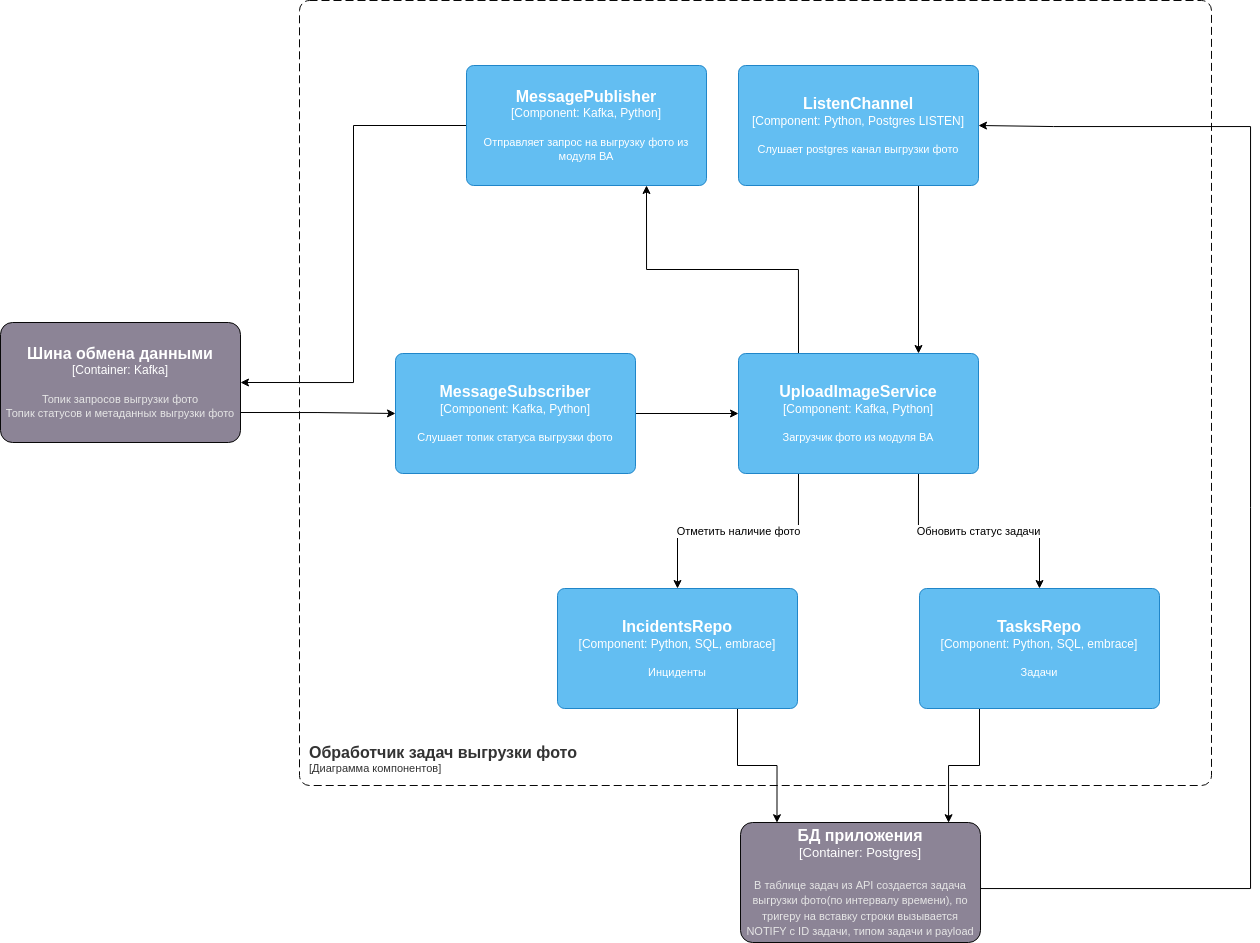 MessagePublisher
[Component: Kafka, Python]
Отправляет запрос на выгрузку фото из
модуля ВА
ListenChannel
[Component: Python, Postgres LISTEN]
Слушает postgres канал выгрузки фото
Шина обмена данными
[Container: Kafka]
Топик запросов выгрузки фото
Топик статусов и метаданных выгрузки фото
MessageSubscriber
[Component: Kafka, Python]
Слушает топик статуса выгрузки фото
UploadImageService
[Component: Kafka, Python]
Загрузчик фото из модуля ВА
Отметить наличие фото
Обновить статус задачи
IncidentsRepo
[Component: Python, SQL, embrace]
Инциденты
TasksRepo
[Component: Python, SQL, embrace]
Задачи
Обработчик задач выгрузки фото
[Диаграмма компонентов]
БД приложения
[Container: Postgres]
В таблице задач из API создается задача
выгрузки фото(по интервалу времени), по
тригеру на вставку строки вызывается
NOTIFY с ID задачи, типом задачи и payload